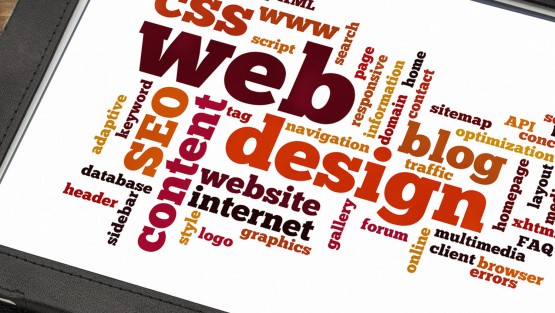 XML
css
www
script
search
web
page
responsive
information
domain
home
contact
sitemap
API
adaptive
keyword
SEO
content
tag
navigation
blog
optimization
traffic
design
database
sidebar
header
website
internet
style
logo
graphics
gallery
forum
online
multimedia
client
browser
errors
homepage
layout
xhtml
FAQ